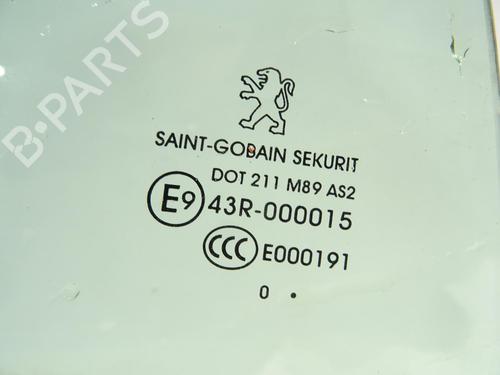 B-PARTS
SAINT-GOBAIN SEKURIT
DOT 211 M89 AS2
E9 43R-000015
CCC E000191
0 .